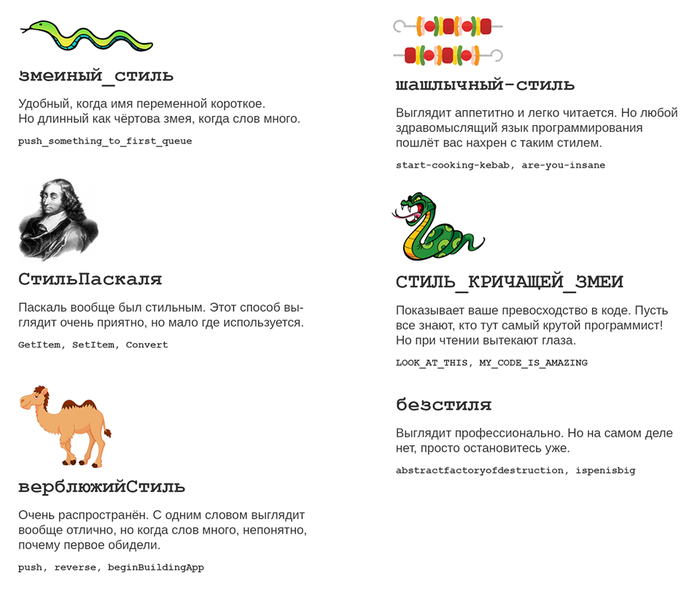 змеиный_стиль
Удобный, когда имя переменной короткое.
Но длинный как чёртова змея, когда слов много.
push_something_to_first_queue
СтильПаскаля
Паскаль вообще был стильным. Этот способ вы-
глядит очень приятно, но мало где используется.
GetItem, SetItem, Convert
верблюжийСтиль
Очень распространён. С одним словом выглядит
вообще отлично, но когда слов много, непонятно,
почему первое обидели.
push, reverse, beginBuildingApp
шашлычный-стиль
Выглядит аппетитно и легко читается. Но любой
здравомыслящий язык программирования
пошлёт вас нахрен с таким стилем.
start-cooking-kebab, are-you-insane
СТИЛЬ_КРИЧАЩЕЙ_ЗМЕИ
Показывает ваше превосходство в коде. Пусть
все знают, кто тут самый крутой программист!
Но при чтении вытекают глаза.
LOOK_AT_THIS, MY_CODE_IS_AMAZING
безстиля
Выглядит профессионально. Но на самом деле
нет, просто остановитесь уже.
abstractfactoryofdestruction, ispenisbig